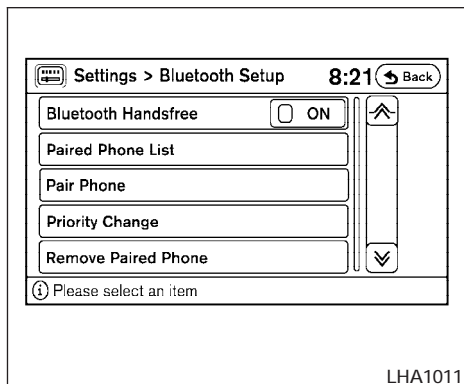 Settings > Bluetooth Setup 8:21 Back
Bluetooth Handsfree ON
Paired Phone List
Pair Phone
Priority Change
Remove Paired Phone
i Please select an item
LHA1011